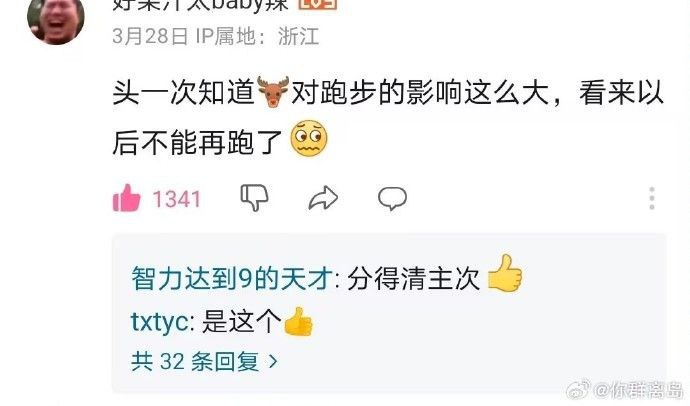 好果汁太baby辣 LV5
3月28日 IP属地：浙江
头一次知道🦌对跑步的影响这么大，看来以
后不能再跑了🥴
1341
智力达到9的天才: 分得清主次👍
txtyc: 是这个👍
共 32 条回复 >
@你群离岛